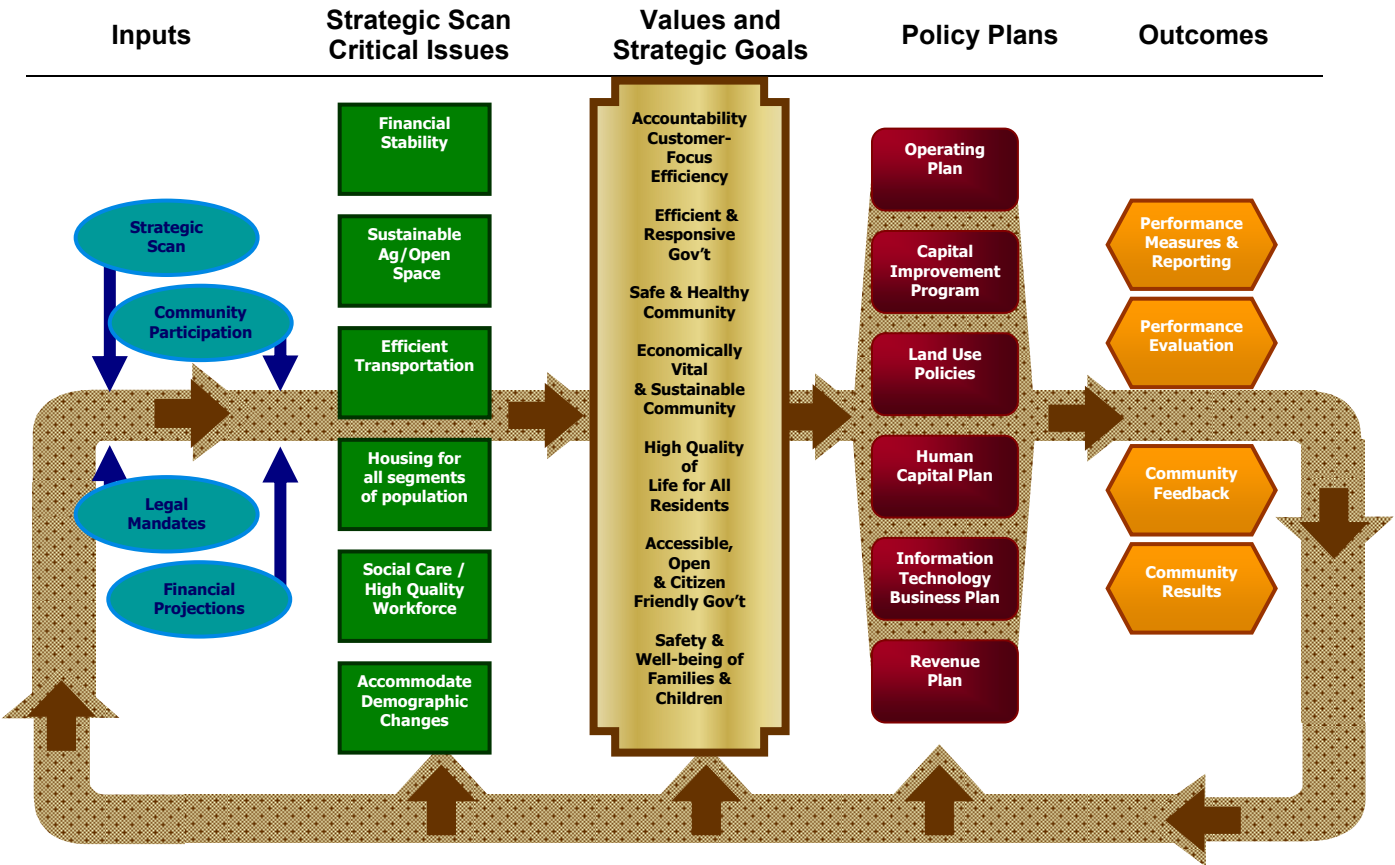 Inputs
Strategic Scan
Critical Issues
Values and
Strategic Goals
Policy Plans
Outcomes
Strategic
Scan
Community
Participation
Legal
Mandates
Financial
Projections
Financial
Stability
Sustainable
Ag/Open
Space
Efficient
Transportation
Housing for
all segments
of population
Social Care /
High Quality
Workforce
Accommodate
Demographic
Changes
Accountability
Customer-
Focus
Efficiency
Efficient &
Responsive
Gov't
Safe & Healthy
Community
Economically
Vital
& Sustainable
Community
High Quality
of
Life for All
Residents
Accessible,
Open
& Citizen
Friendly Gov't
Safety &
Well-being of
Families &
Children
Operating
Plan
Capital
Improvement
Program
Land Use
Policies
Human
Capital Plan
Information
Technology
Business Plan
Revenue
Plan
Performance
Measures &
Reporting
Performance
Evaluation
Community
Feedback
Community
Results